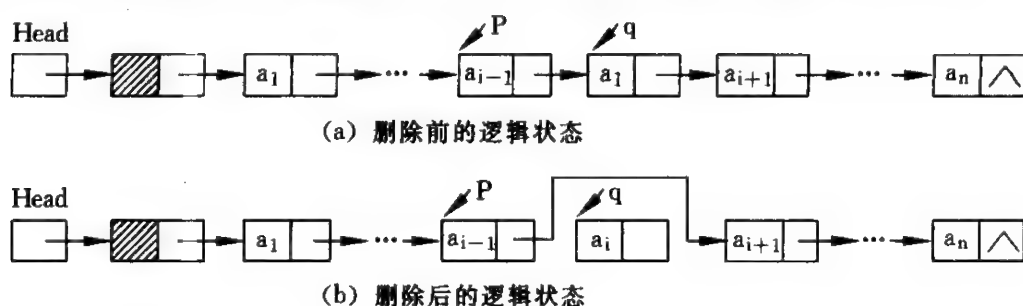 Head P q
a₁ ··· aᵢ₋₁ a₁ aᵢ₊₁ ··· aₙ ∧
(a) 删除前的逻辑状态
Head P q
a₁ ··· aᵢ₋₁ aᵢ aᵢ₊₁ ··· aₙ ∧
(b) 删除后的逻辑状态